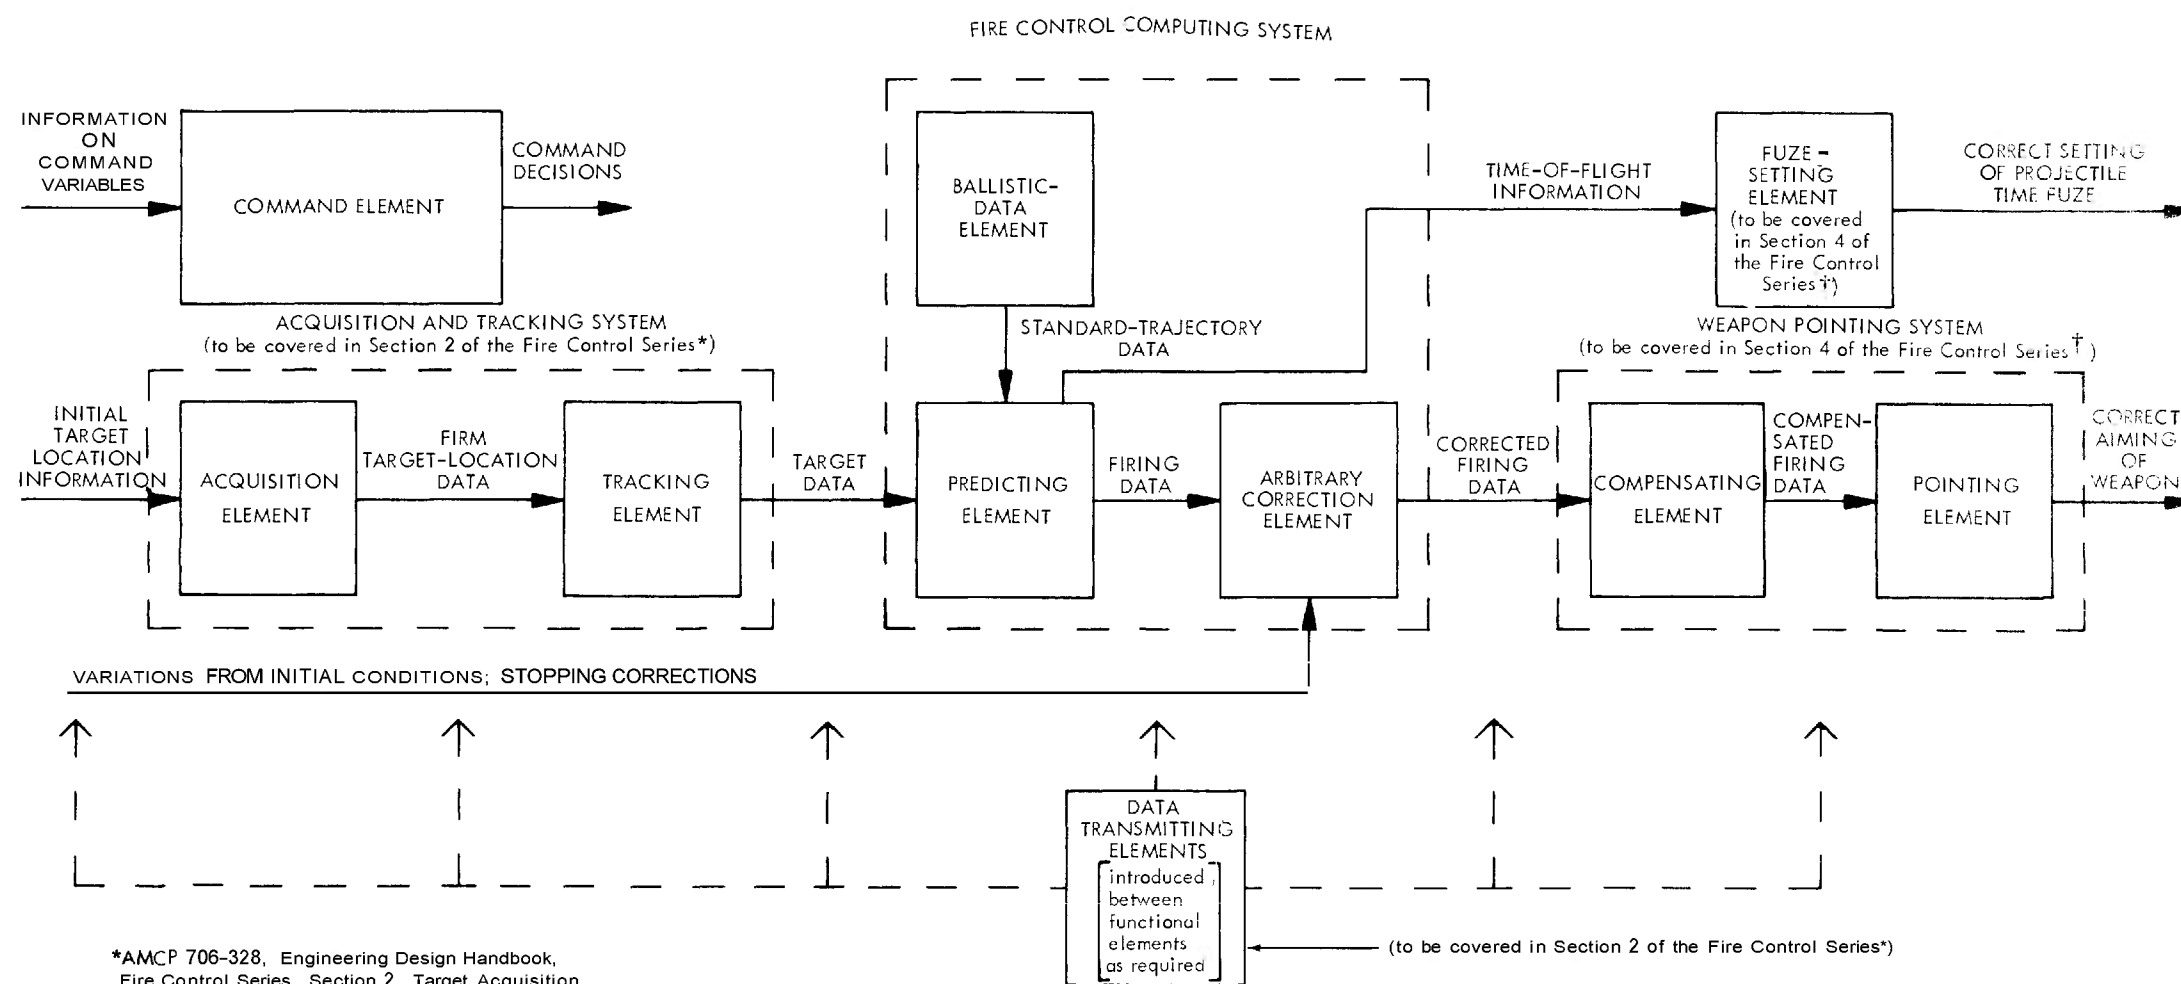 FIRE CONTROL COMPUTING SYSTEM
INFORMATION
ON
COMMAND
VARIABLES
COMMAND ELEMENT
COMMAND
DECISIONS
BALLISTIC-
DATA
ELEMENT
TIME-OF-FLIGHT
INFORMATION
FUZE-
SETTING
ELEMENT
(to be covered
in Section 4 of
the Fire Control
Series†)
CORRECT SETTING
OF PROJECTILE
TIME FUZE
ACQUISITION AND TRACKING SYSTEM
(to be covered in Section 2 of the Fire Control Series*)
STANDARD-TRAJECTORY
DATA
WEAPON POINTING SYSTEM
(to be covered in Section 4 of the Fire Control Series†)
INITIAL
TARGET
LOCATION
INFORMATION
ACQUISITION
ELEMENT
FIRM
TARGET-LOCATION
DATA
TRACKING
ELEMENT
TARGET
DATA
PREDICTING
ELEMENT
FIRING
DATA
ARBITRARY
CORRECTION
ELEMENT
CORRECTED
FIRING
DATA
COMPENSATING
ELEMENT
COMPEN-
SATED
FIRING
DATA
POINTING
ELEMENT
CORRECT
AIMING
OF
WEAPON
VARIATIONS FROM INITIAL CONDITIONS; STOPPING CORRECTIONS
DATA
TRANSMITTING
ELEMENTS
introduced
between
functional
elements
as required
(to be covered in Section 2 of the Fire Control Series*)
*AMCP 706-328, Engineering Design Handbook,
Fire Control Series, Section 2, Target Acquisition